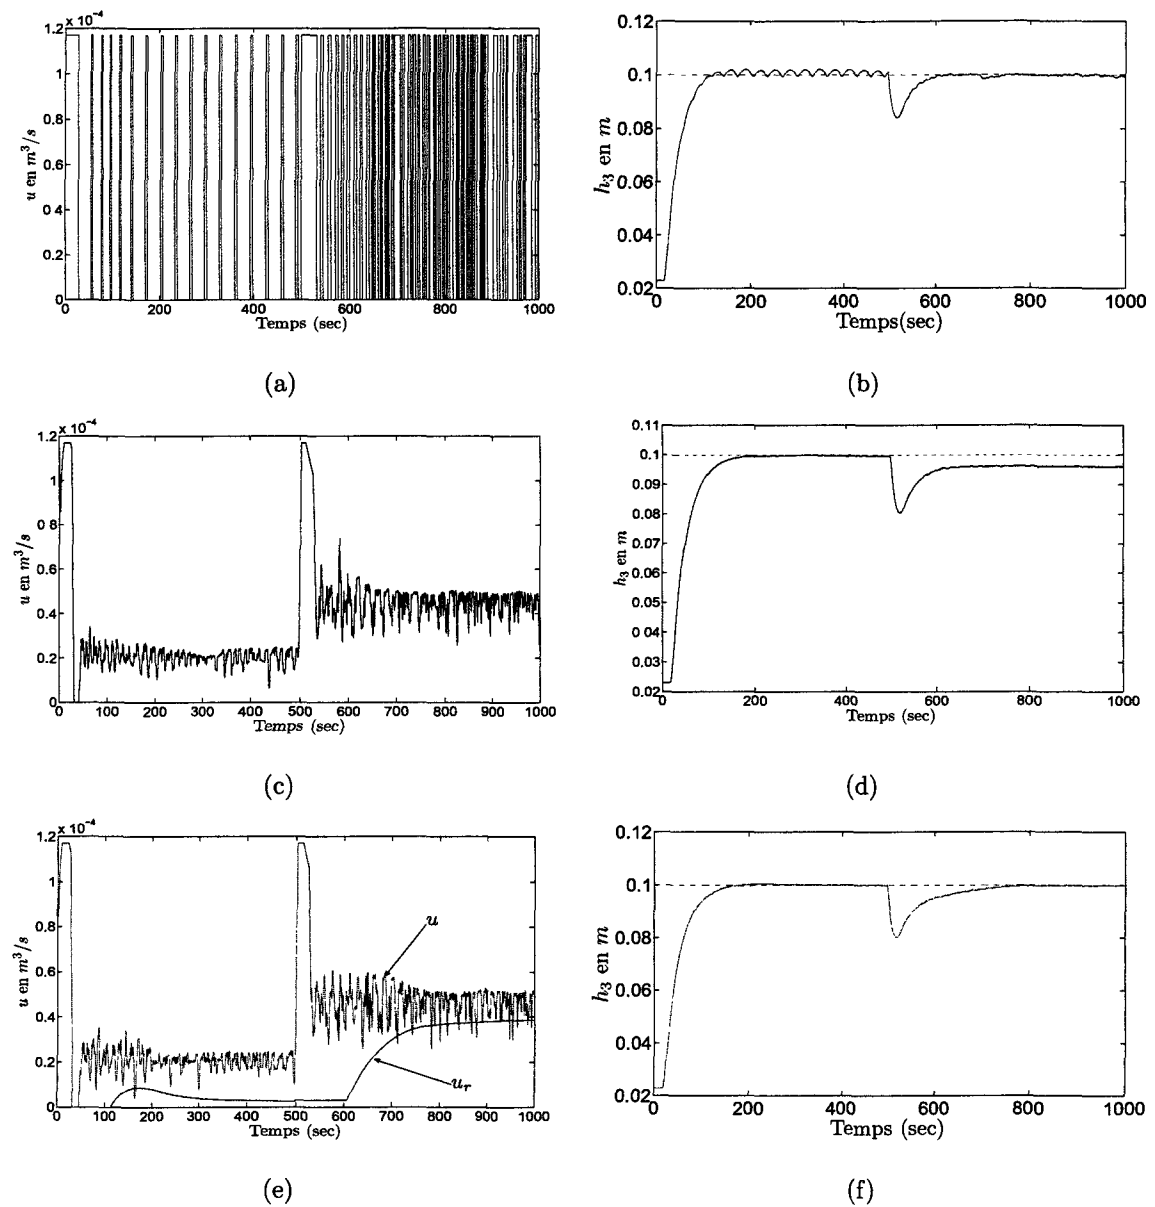 x 10⁻⁴
1.2
1
0.8
0.6
0.4
0.2
0
u en m³/s
0 200 400 600 800 1000
Temps (sec)
(a)
0.12
0.1
0.08
0.06
0.04
0.02
h₃ en m
0 200 400 600 800 1000
Temps(sec)
(b)
x 10⁻⁴
1.2
1
0.8
0.6
0.4
0.2
0
u en m³/s
0 100 200 300 400 500 600 700 800 900 1000
Temps (sec)
(c)
0.11
0.1
0.09
0.08
0.07
0.06
0.05
0.04
0.03
0.02
h₃ en m
0 200 400 600 800 1000
Temps (sec)
(d)
x 10⁻⁴
1.2
1
0.8
0.6
0.4
0.2
0
u en m³/s
u
uᵣ
0 100 200 300 400 500 600 700 800 900 1000
Temps (sec)
(e)
0.12
0.1
0.08
0.06
0.04
0.02
h₃ en m
0 200 400 600 800 1000
Temps (sec)
(f)